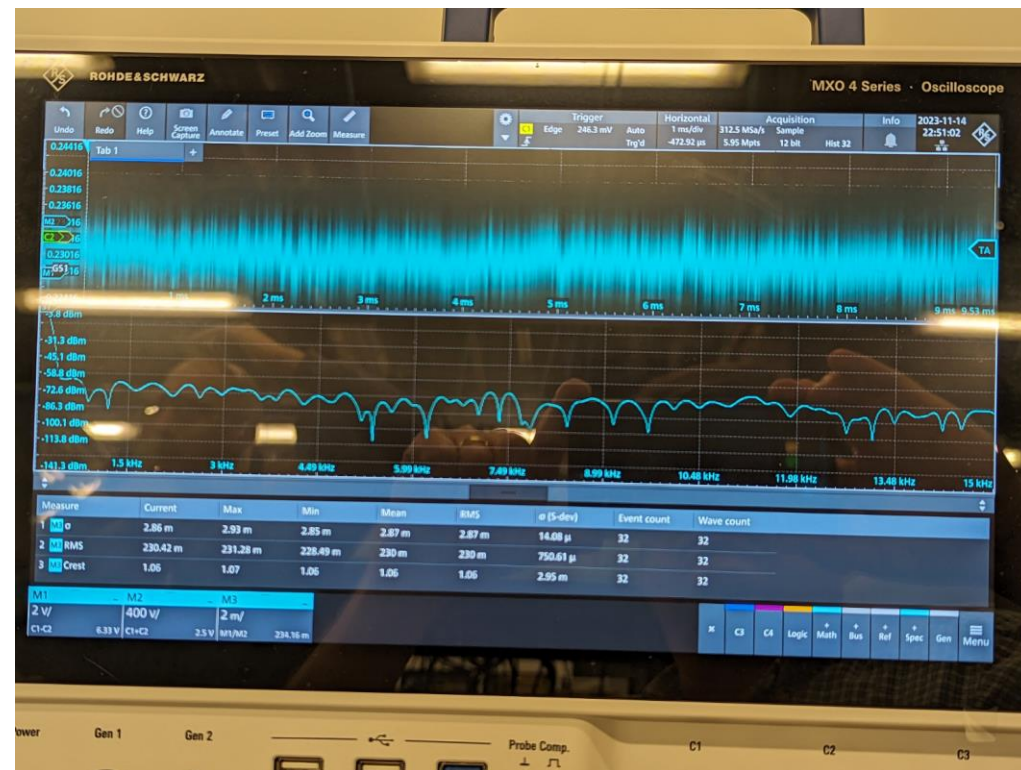 ROHDE&SCHWARZ
MXO 4 Series · Oscilloscope
Undo Redo Help Screen Capture Annotate Preset Add Zoom Measure
Trigger
C1 Edge 246.3 mV Auto
Trg'd
Horizontal
1 ms/div
-472.92 µs
Acquisition
312.5 MSa/s Sample
5.95 Mpts 12 bit Hist 32
Info
2023-11-14
22:51:02
Tab 1 +
0.24416
0.24016
0.23816
0.23616
M2 16
C2 16
0.23016
GS1 16
TA
2 ms 3 ms 4 ms 5 ms 6 ms 7 ms 8 ms 9 ms 9.53 ms
-3.8 dBm
-31.3 dBm
-45.1 dBm
-58.8 dBm
-72.6 dBm
-86.3 dBm
-100.1 dBm
-113.8 dBm
-141.3 dBm
1.5 kHz 3 kHz 4.49 kHz 5.99 kHz 7.49 kHz 8.99 kHz 10.48 kHz 11.98 kHz 13.48 kHz 15 kHz
Measure Current Max Min Mean RMS σ (S-dev) Event count Wave count
1 M3 σ 2.86 m 2.93 m 2.85 m 2.87 m 2.87 m 14.08 µ 32 32
2 M3 RMS 230.42 m 231.28 m 228.49 m 230 m 230 m 750.61 µ 32 32
3 M3 Crest 1.06 1.07 1.06 1.06 1.06 2.95 m 32 32
M1 M2 M3
2 V/ 400 V/ 2 m/
C1-C2 6.33 V C1+C2 2.5 V M1/M2 234.16 m
C3 C4 Logic Math Bus Ref Spec Gen Menu
Gen 1 Gen 2 Probe Comp. C1 C2 C3